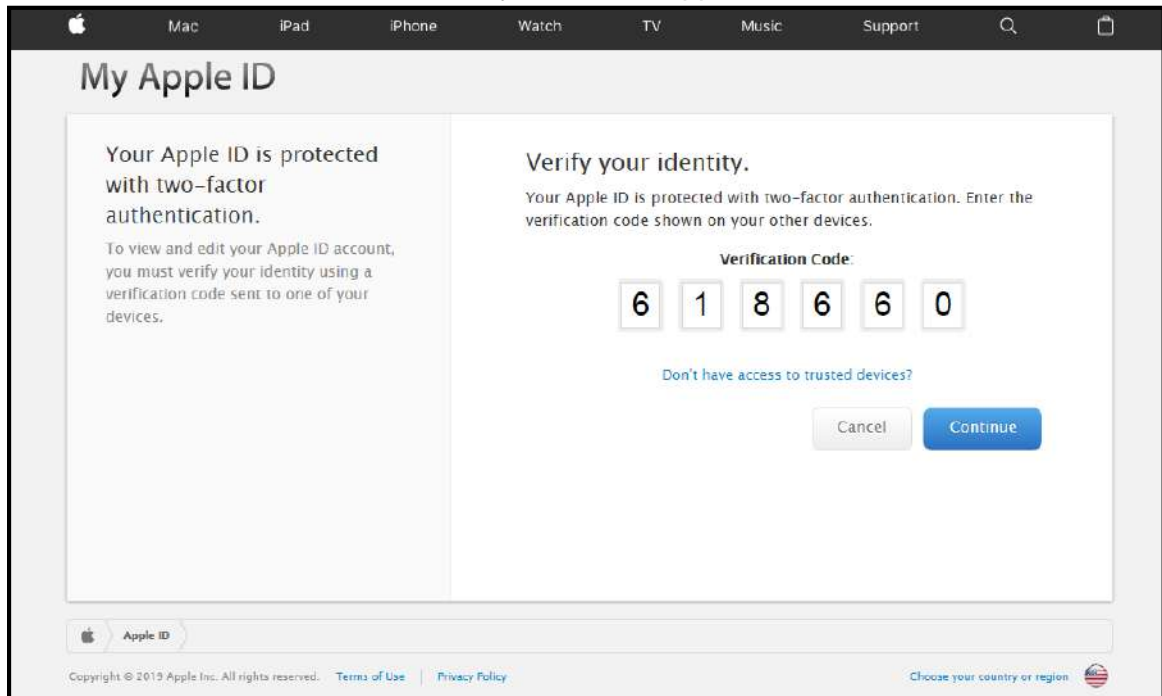 Mac iPad iPhone Watch TV Music Support
My Apple ID
Your Apple ID is protected
with two-factor
authentication.
To view and edit your Apple ID account,
you must verify your identity using a
verification code sent to one of your
devices.
Verify your identity.
Your Apple ID is protected with two-factor authentication. Enter the
verification code shown on your other devices.
Verification Code:
6 1 8 6 6 0
Don't have access to trusted devices?
Cancel Continue
Apple ID
Copyright © 2019 Apple Inc. All rights reserved. Terms of Use | Privacy Policy Choose your country or region